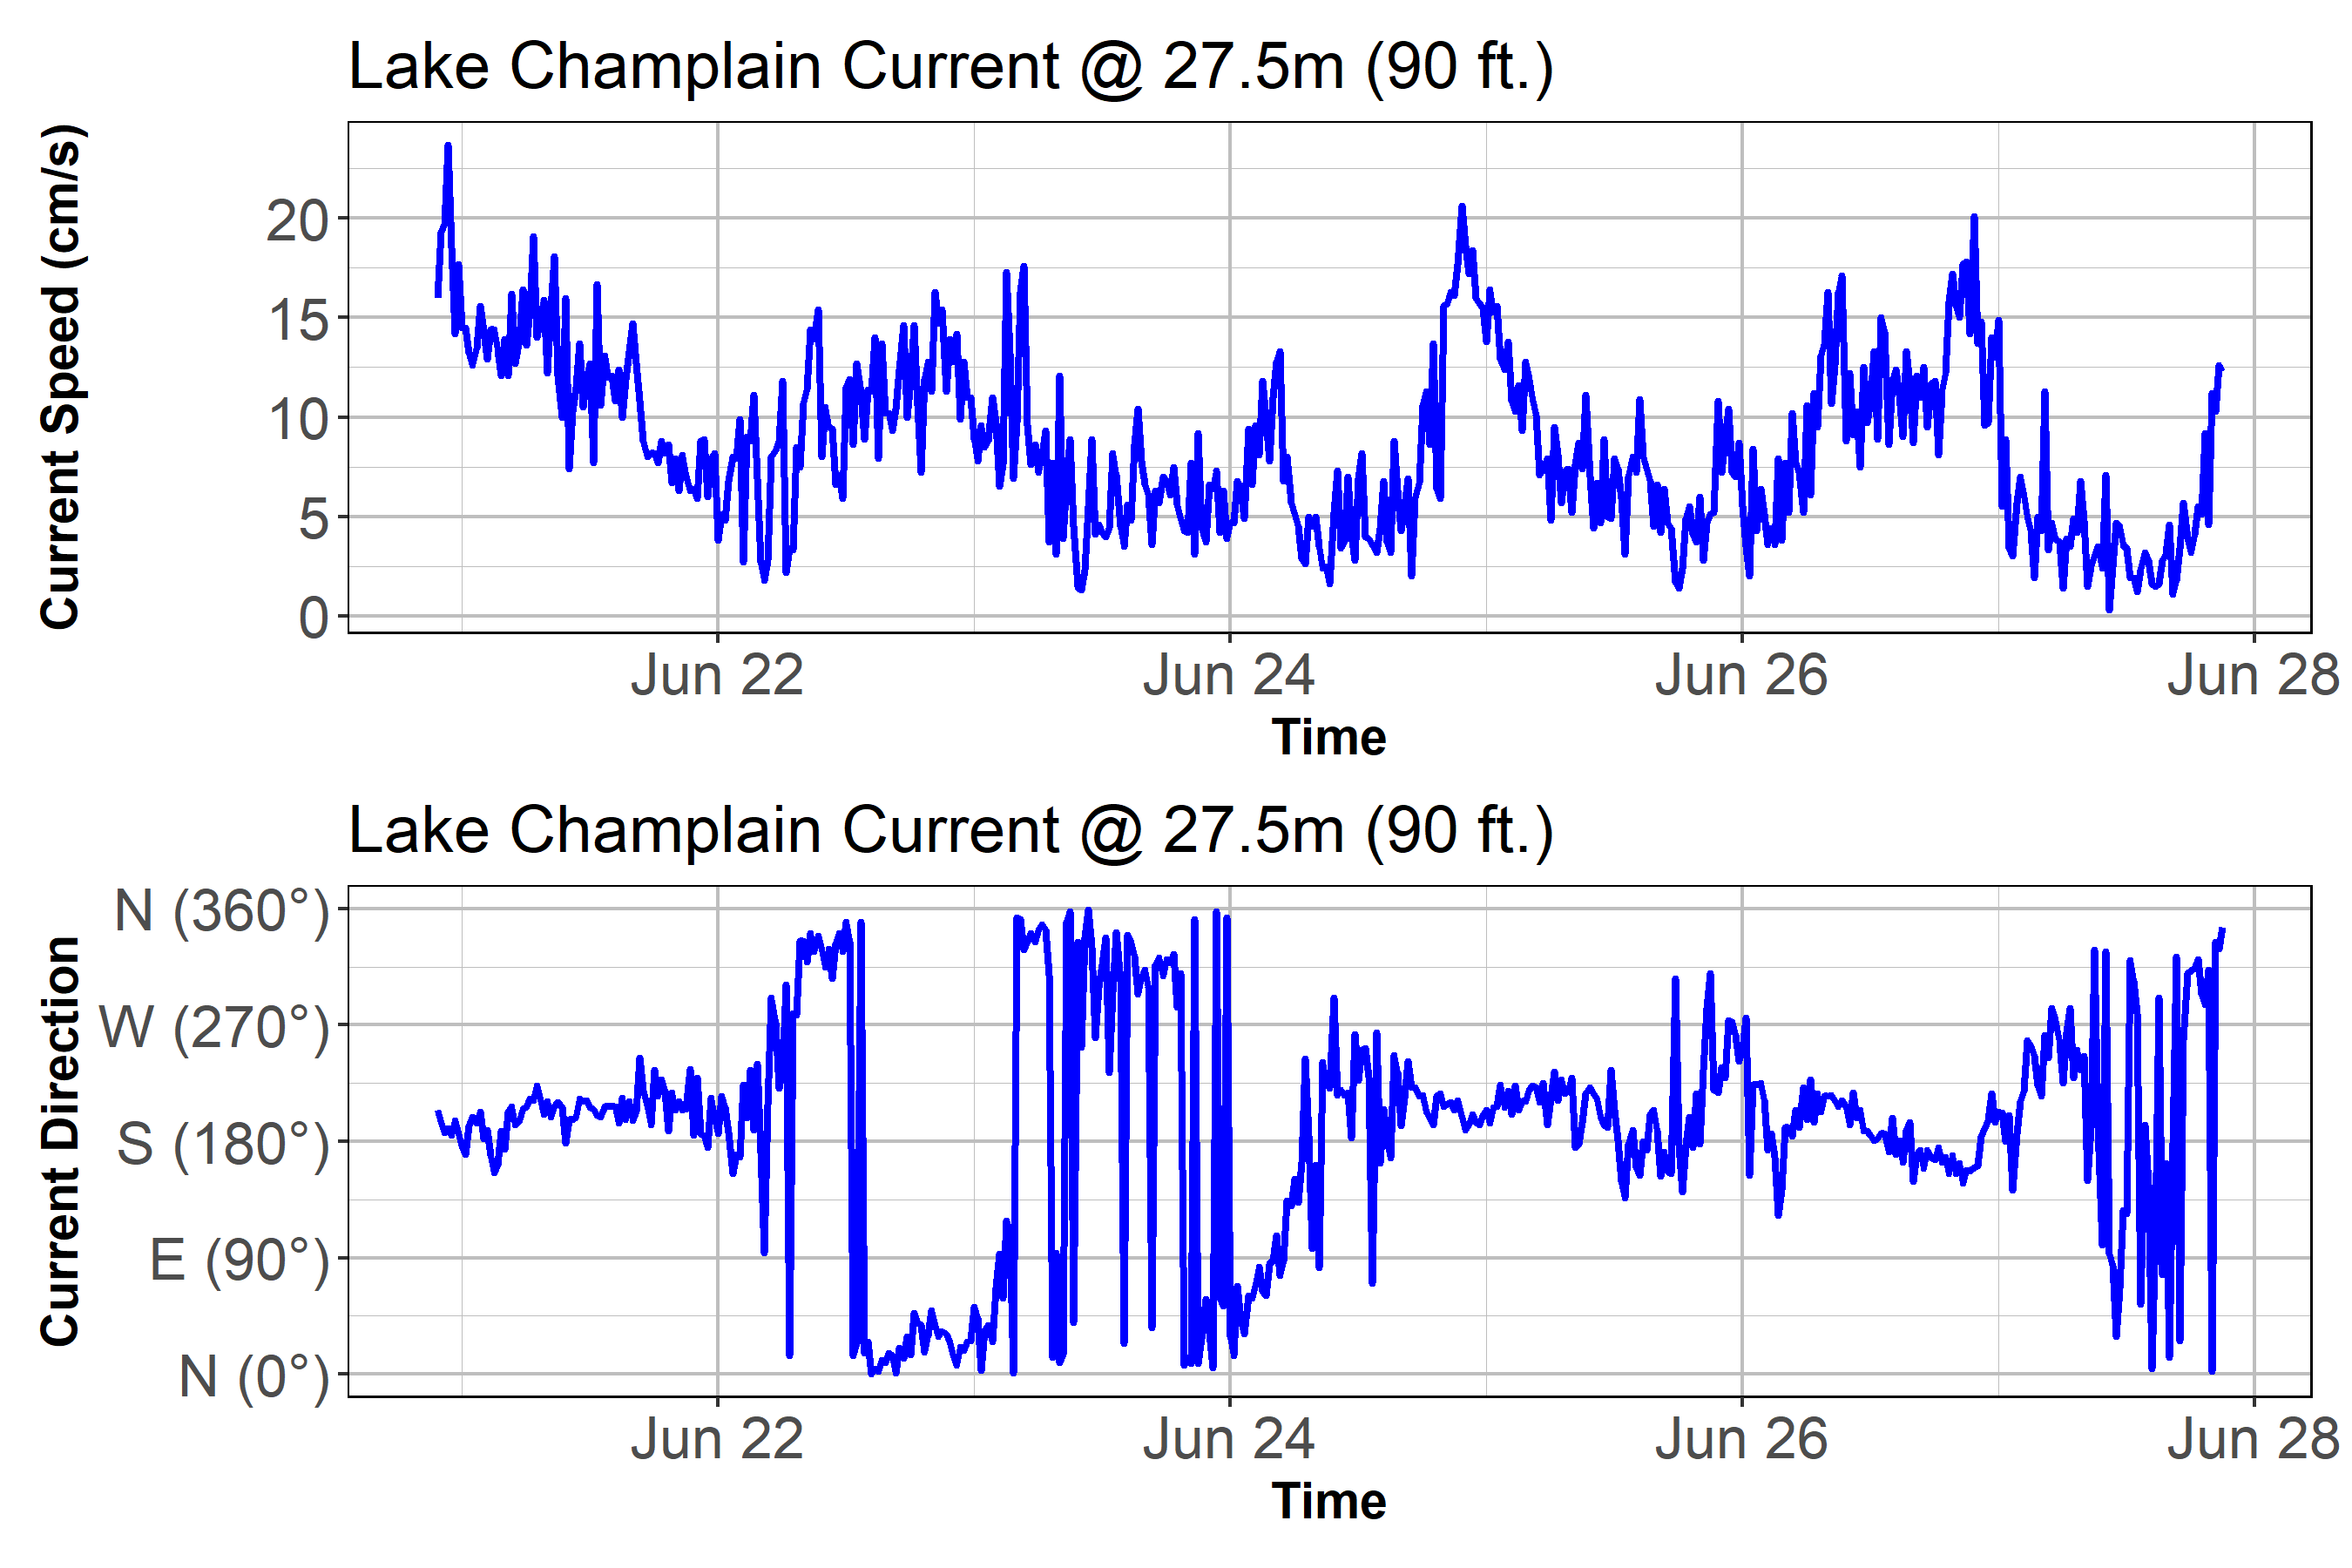 Lake Champlain Current @ 27.5m (90 ft.)
Current Speed (cm/s)
20
15
10
5
0
Jun 22 Jun 24 Jun 26 Jun 28
Time
Lake Champlain Current @ 27.5m (90 ft.)
Current Direction
N (360°)
W (270°)
S (180°)
E (90°)
N (0°)
Jun 22 Jun 24 Jun 26 Jun 28
Time